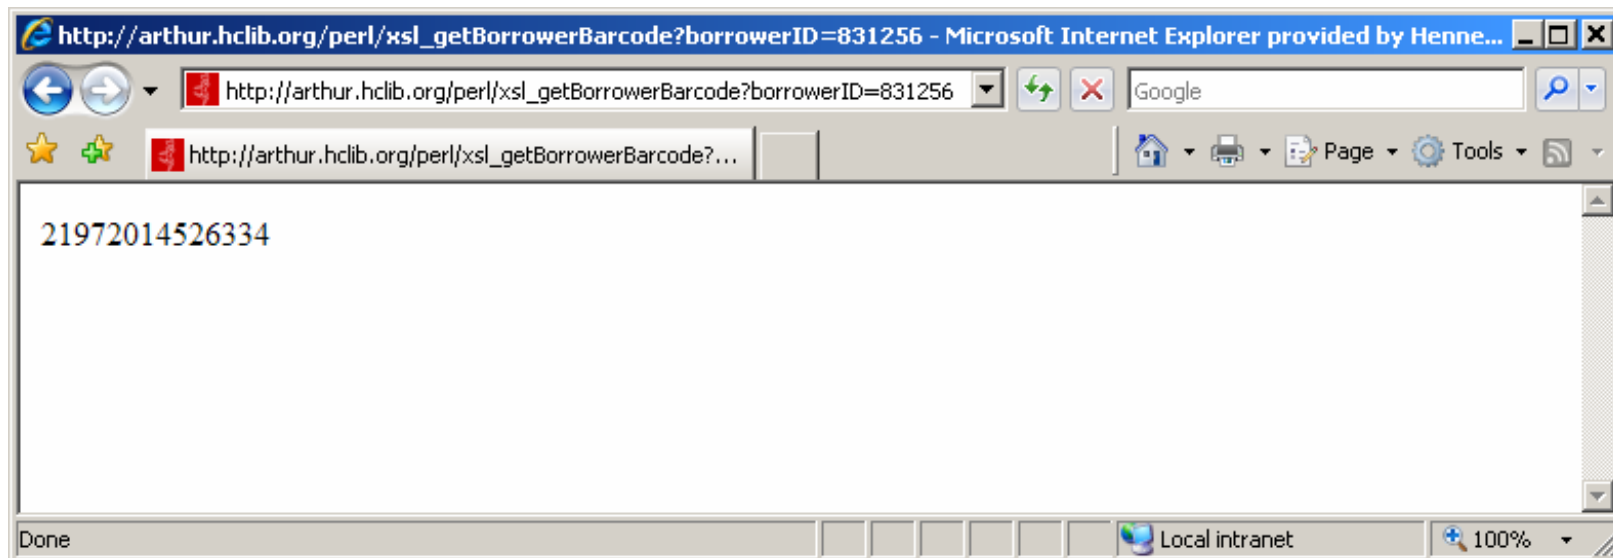 http://arthur.hclib.org/perl/xsl_getBorrowerBarcode?borrowerID=831256 - Microsoft Internet Explorer provided by Henne...
http://arthur.hclib.org/perl/xsl_getBorrowerBarcode?borrowerID=831256 Google
http://arthur.hclib.org/perl/xsl_getBorrowerBarcode?... Page Tools
21972014526334
Done Local intranet 100%